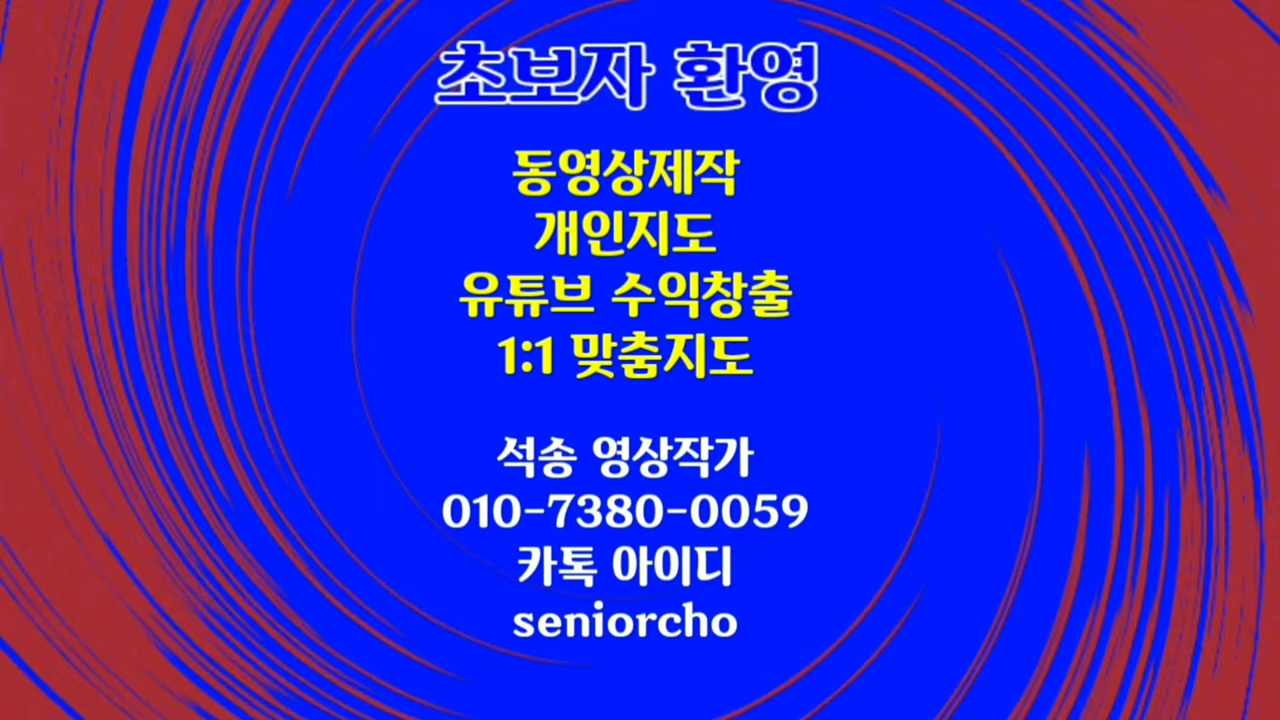 초보자 환영
동영상제작
개인지도
유튜브 수익창출
1:1 맞춤지도
석송 영상작가
010-7380-0059
카톡 아이디
seniorcho